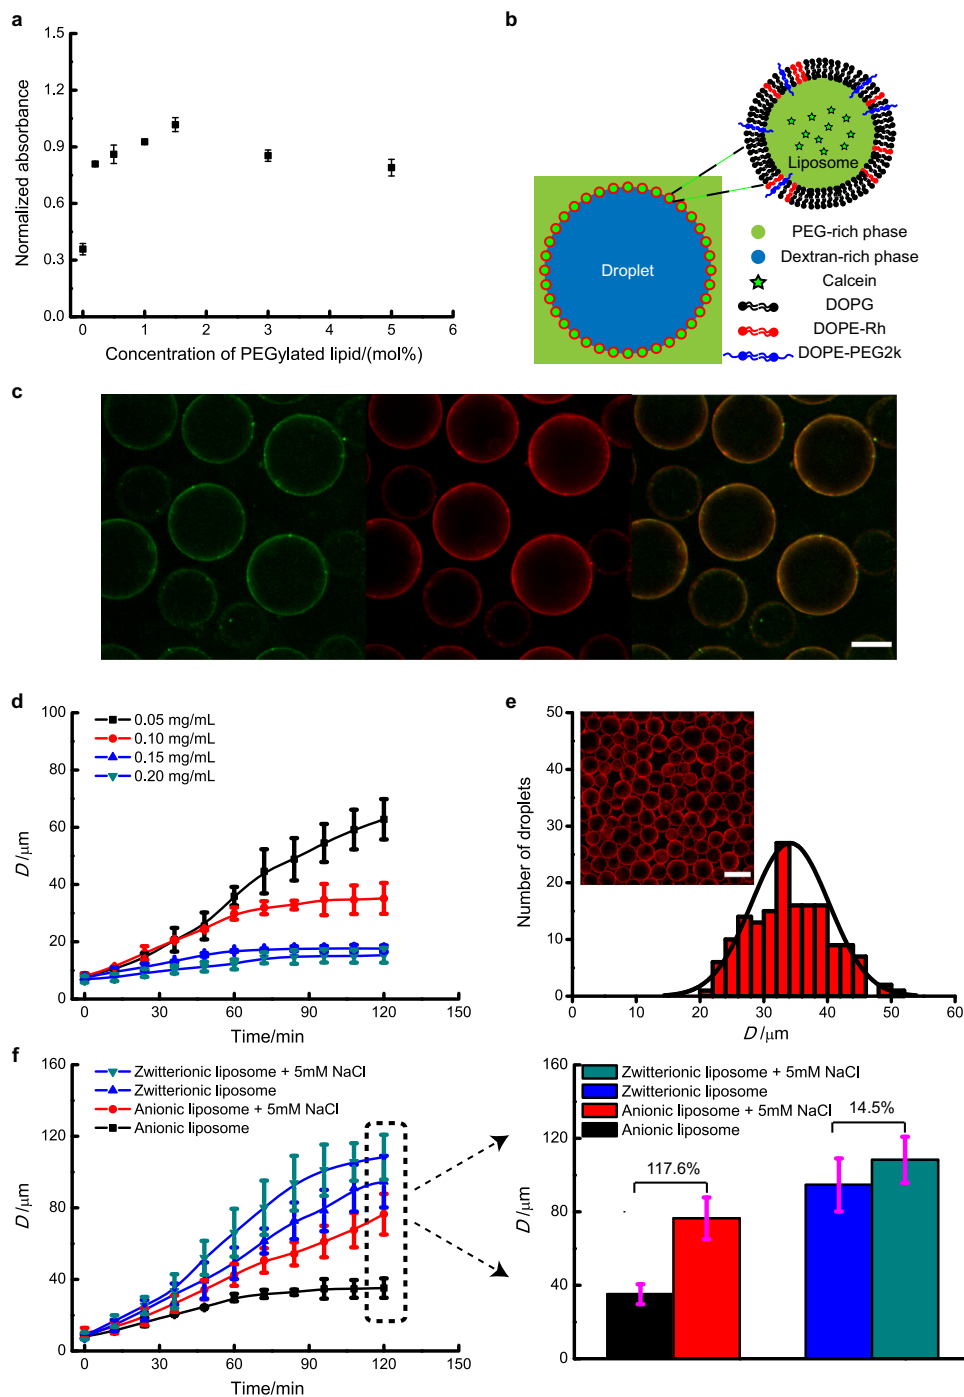 a
1.5
1.2
0.9
0.6
0.3
0.0
Normalized absorbance
0 1 2 3 4 5 6
Concentration of PEGylated lipid/(mol%)
b
Liposome
Droplet
PEG-rich phase
Dextran-rich phase
Calcein
DOPG
DOPE-Rh
DOPE-PEG2k
c
d
100
80
60
40
20
0
D/μm
0.05 mg/mL
0.10 mg/mL
0.15 mg/mL
0.20 mg/mL
0 30 60 90 120 150
Time/min
e
50
40
30
20
10
0
Number of droplets
0 10 20 30 40 50 60
D/μm
f
160
120
80
40
0
D/μm
Zwitterionic liposome + 5mM NaCl
Zwitterionic liposome
Anionic liposome + 5mM NaCl
Anionic liposome
0 30 60 90 120 150
Time/min
160
120
80
40
0
D/μm
Zwitterionic liposome + 5mM NaCl
Zwitterionic liposome
Anionic liposome + 5mM NaCl
Anionic liposome
14.5%
117.6%